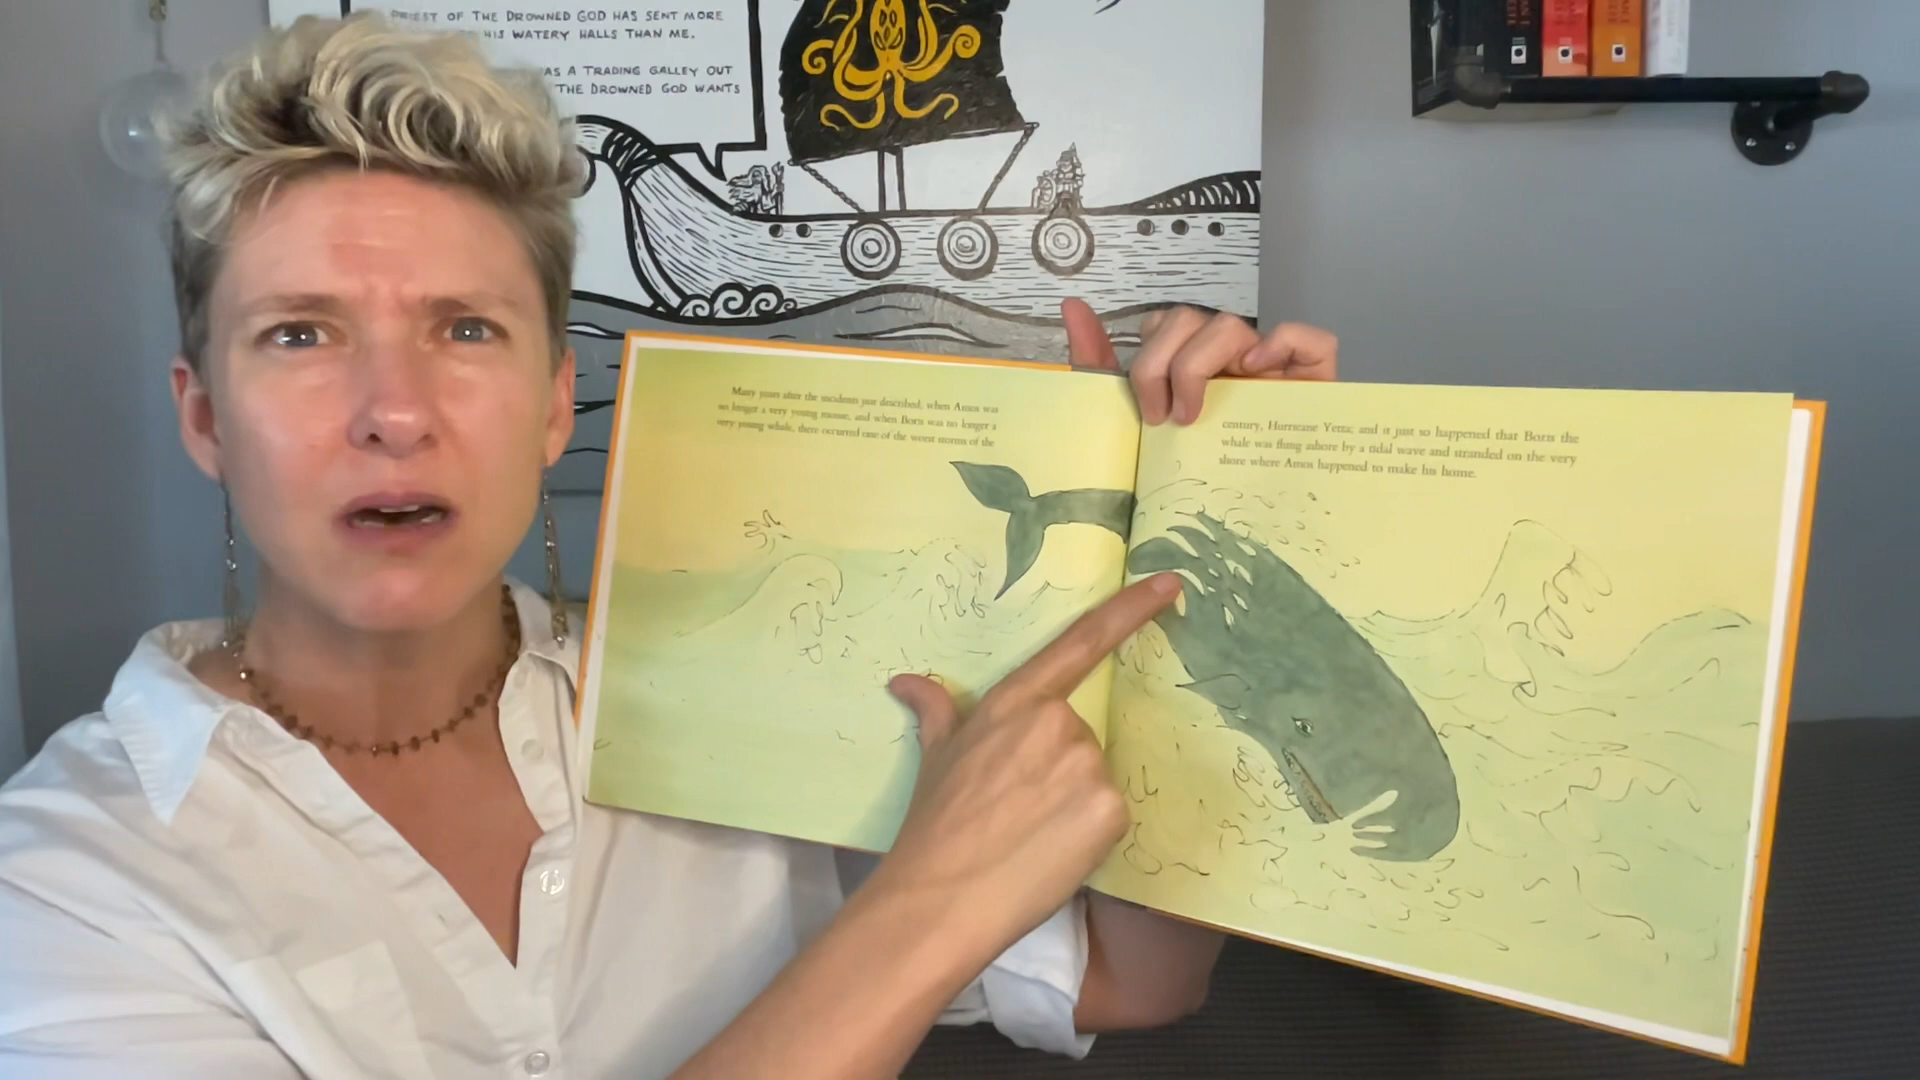 PRIEST OF THE DROWNED GOD HAS SENT MORE
HIS WATERY HALLS THAN ME.
AS A TRADING GALLEY OUT
THE DROWNED GOD WANTS
Many years after the incidents just described, when Amos was
no longer a very young mouse, and when Boris was no longer a
very young whale, there occurred one of the worst storms of the
century, Hurricane Yetta; and it just so happened that Boris the
whale was flung ashore by a tidal wave and stranded on the very
shore where Amos happened to make his home.